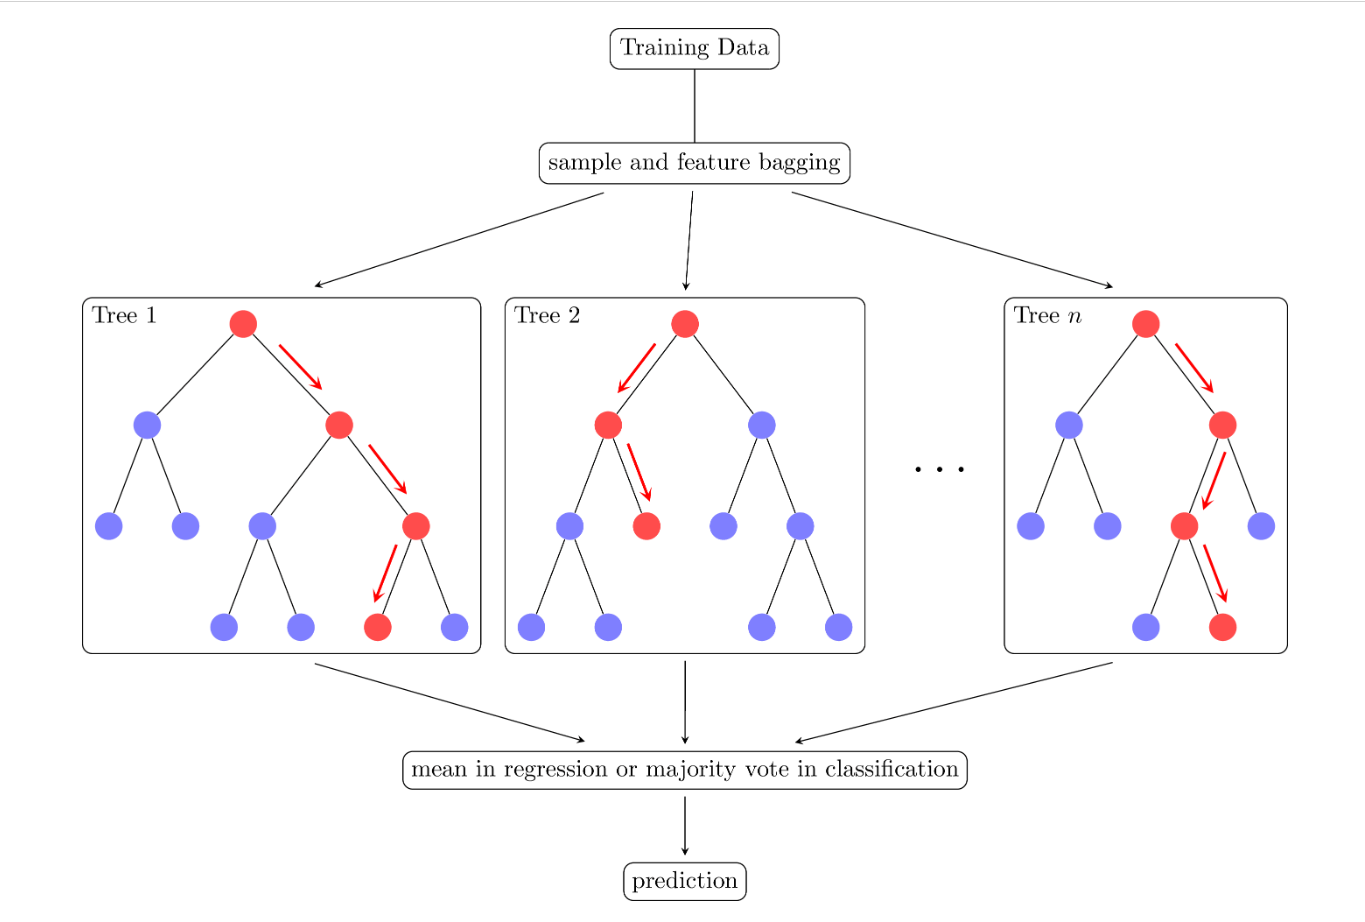 Training Data
sample and feature bagging
Tree 1
Tree 2
Tree n
. . .
mean in regression or majority vote in classification
prediction